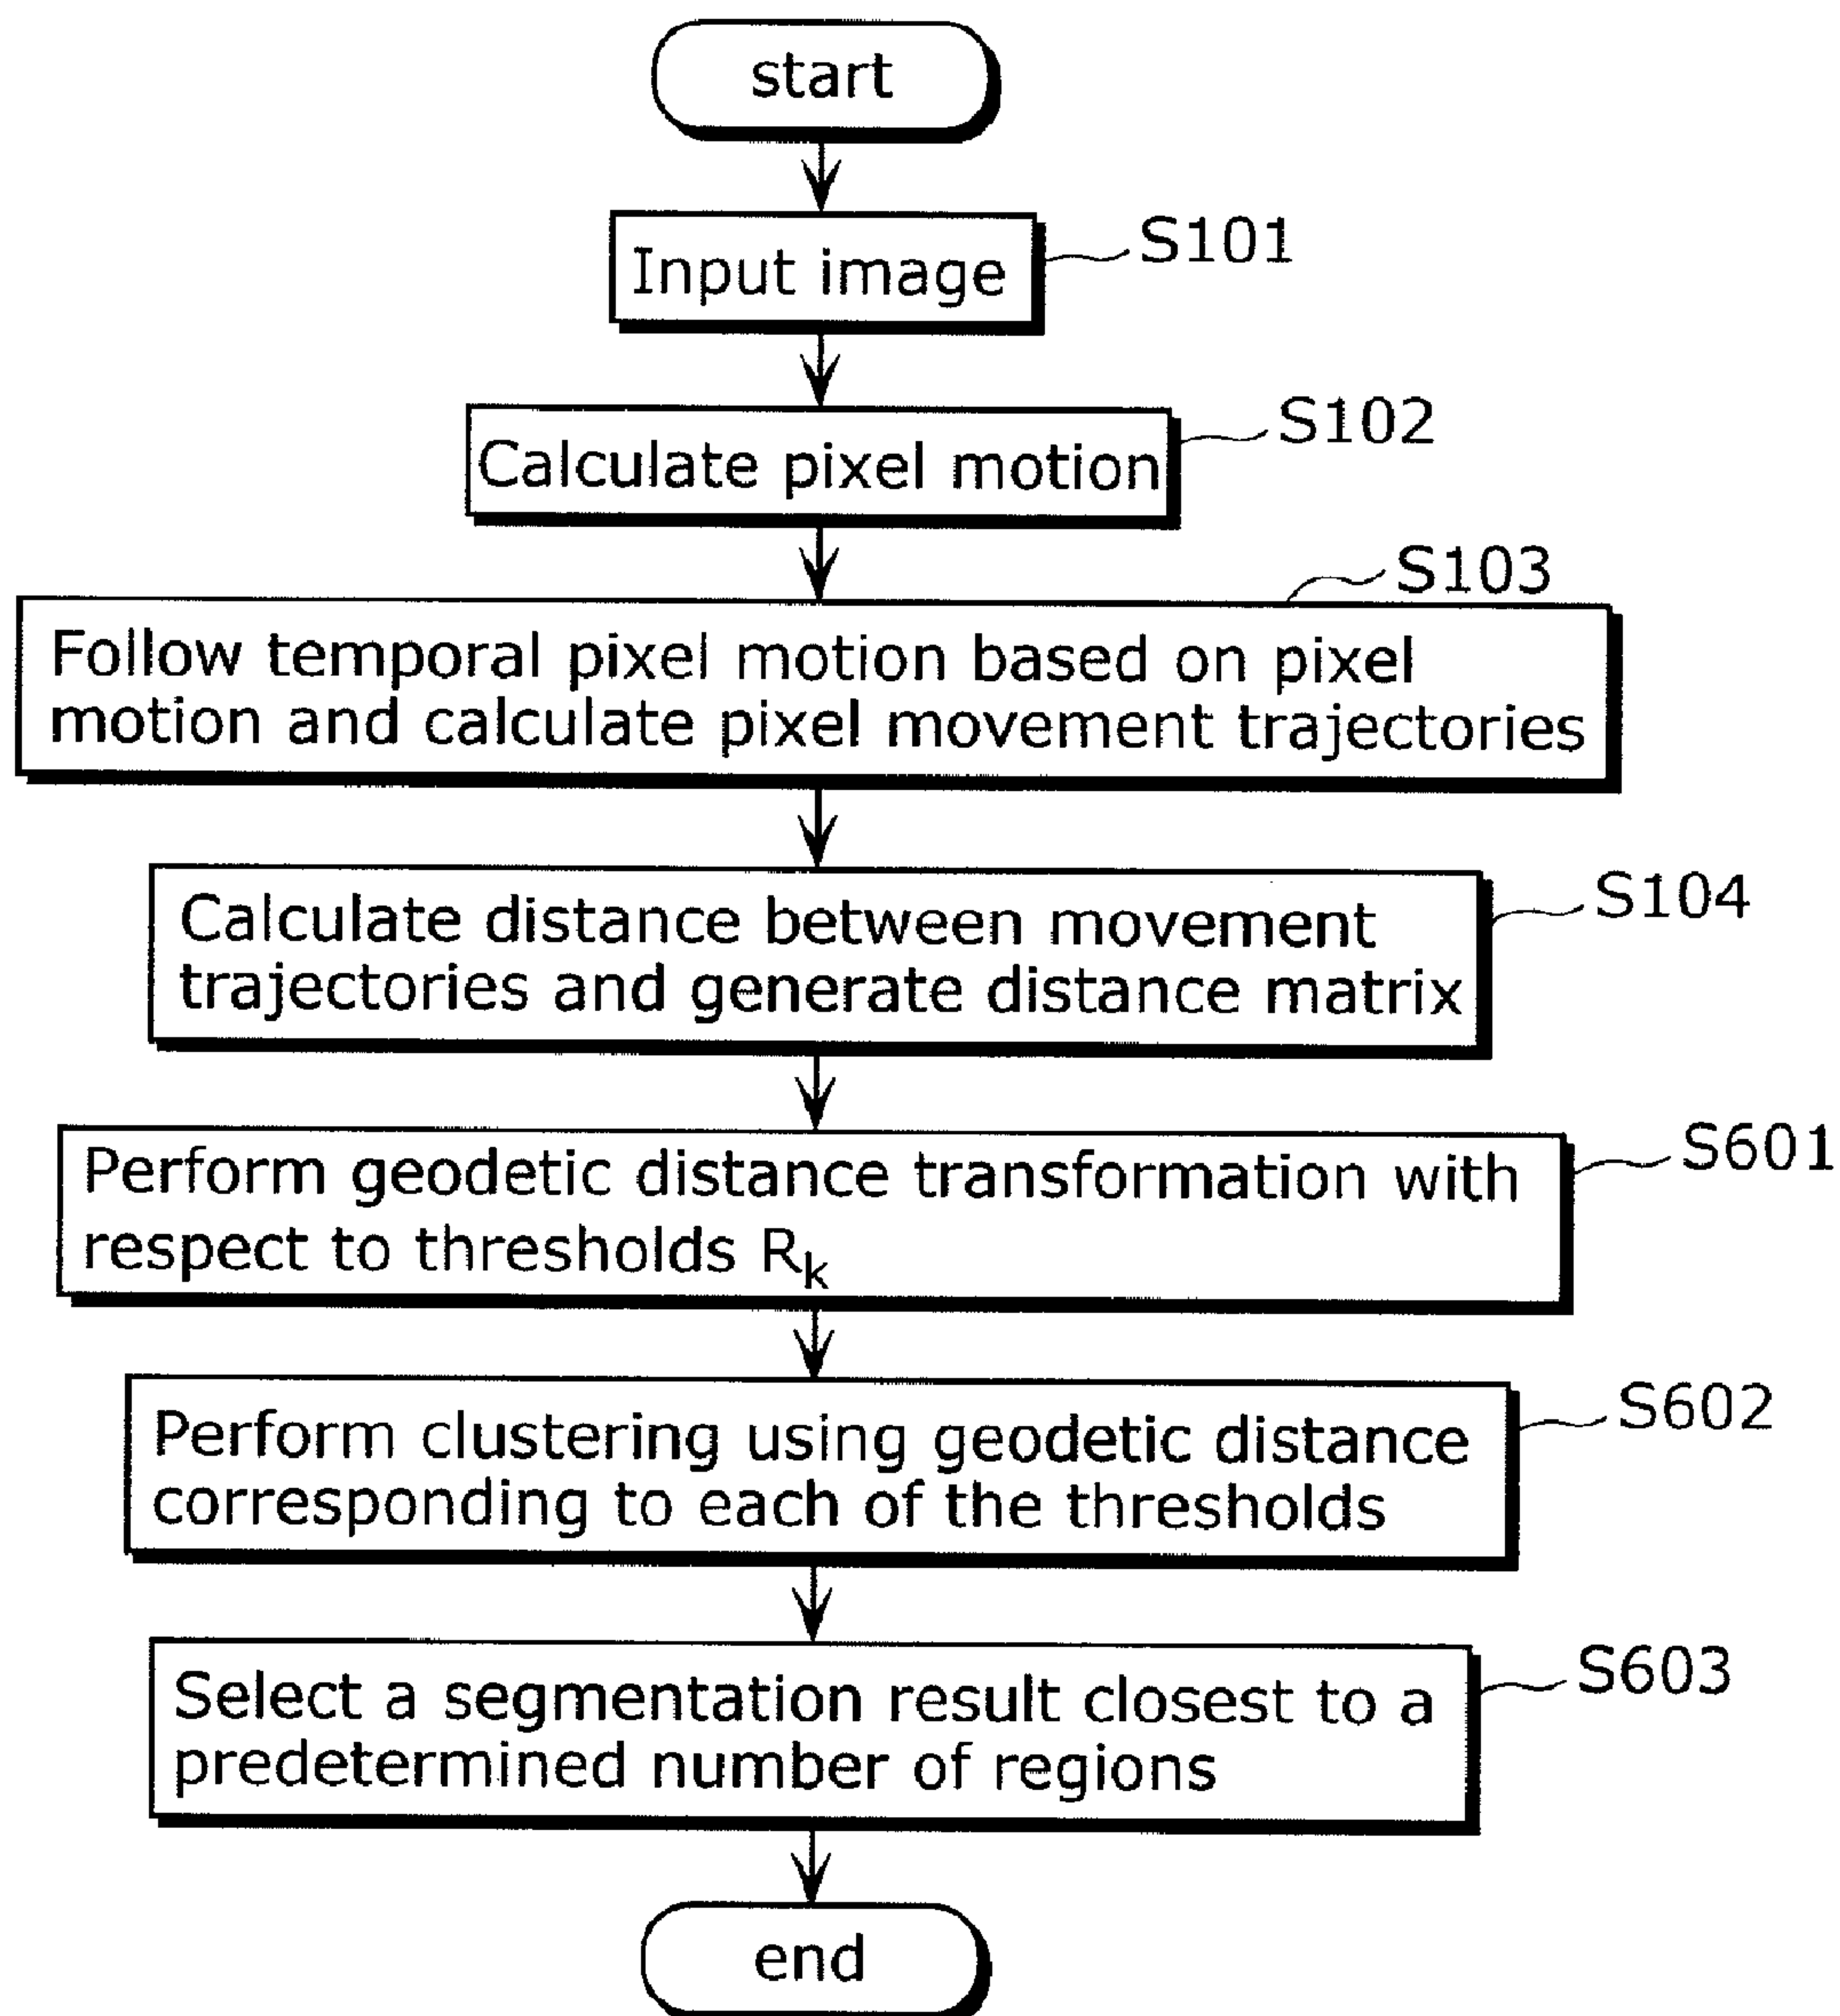 start
Input image
S101
Calculate pixel motion
S102
S103
Follow temporal pixel motion based on pixel
motion and calculate pixel movement trajectories
Calculate distance between movement
trajectories and generate distance matrix
S104
Perform geodetic distance transformation with
respect to thresholds Rk
S601
Perform clustering using geodetic distance
corresponding to each of the thresholds
S602
Select a segmentation result closest to a
predetermined number of regions
S603
end